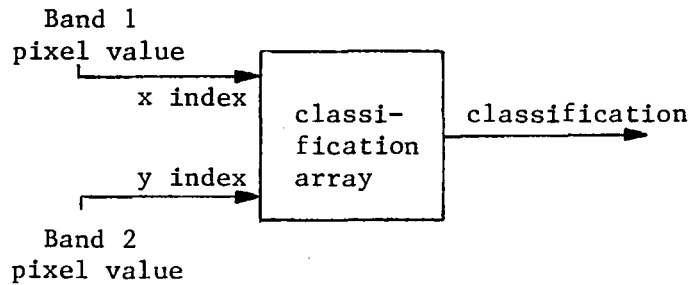 Band 1
pixel value
x index
classi-
fication
array
classification
y index
Band 2
pixel value